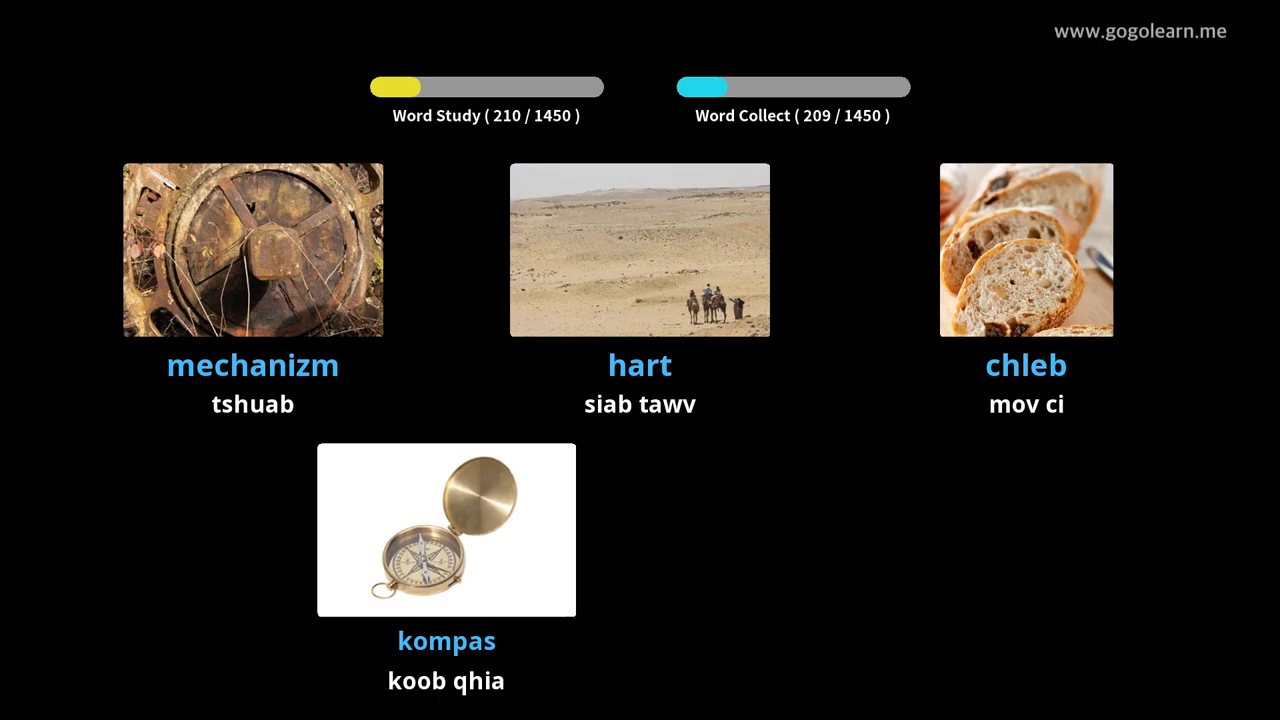 www.gogolearn.me
Word Study ( 210 / 1450 )
Word Collect ( 209 / 1450 )
mechanizm
tshuab
hart
siab tawv
chleb
mov ci
kompas
koob qhia